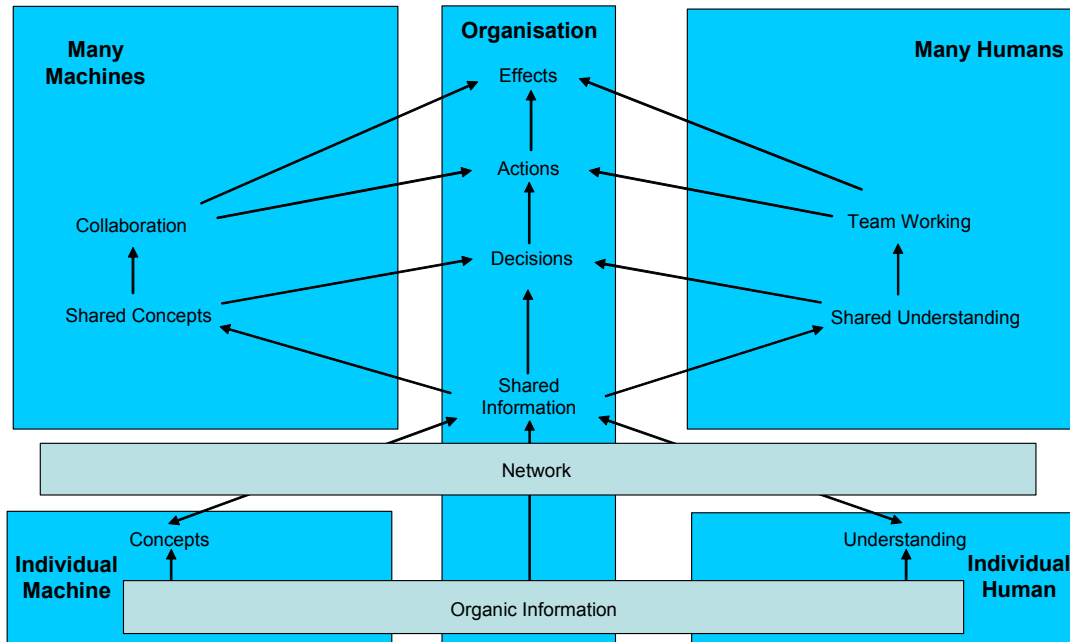 Many
Machines
Organisation
Many Humans
Effects
Actions
Collaboration
Team Working
Decisions
Shared Concepts
Shared Understanding
Shared
Information
Network
Concepts
Understanding
Individual
Machine
Individual
Human
Organic Information